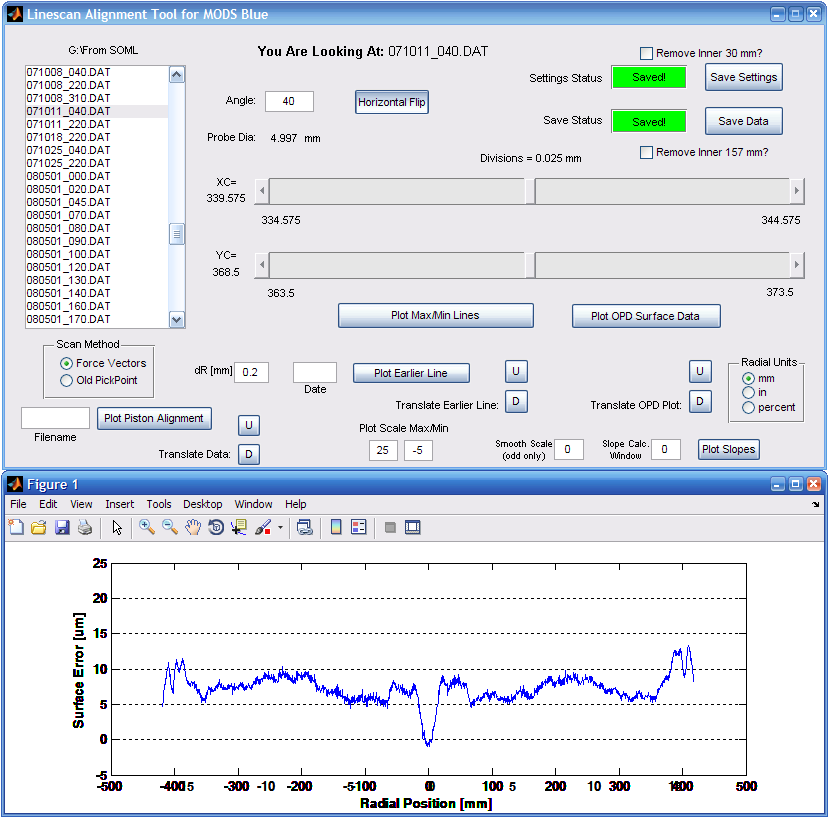 Linescan Alignment Tool for MODS Blue
G:\From SOML
You Are Looking At: 071011_040.DAT
Remove Inner 30 mm?
071008_040.DAT
071008_220.DAT
071008_310.DAT
071011_040.DAT
071011_220.DAT
071018_220.DAT
071025_040.DAT
071025_220.DAT
080501_000.DAT
080501_020.DAT
080501_045.DAT
080501_070.DAT
080501_080.DAT
080501_090.DAT
080501_100.DAT
080501_120.DAT
080501_130.DAT
080501_140.DAT
080501_160.DAT
080501_170.DAT
Settings Status Saved! Save Settings
Angle: 40 Horizontal Flip
Save Status Saved! Save Data
Probe Dia: 4.997 mm
Remove Inner 157 mm?
Divisions = 0.025 mm
XC=
339.575
334.575 344.575
YC=
368.5
363.5 373.5
Plot Max/Min Lines Plot OPD Surface Data
Scan Method
Force Vectors
Old PickPoint
dR [mm] 0.2
Date
Plot Earlier Line U
Translate Earlier Line: D
U
Translate OPD Plot: D
Radial Units
mm
in
percent
Filename
Plot Piston Alignment U
Translate Data: D
Plot Scale Max/Min
25 -5
Smooth Scale
(odd only) 0
Slope Calc.
Window 0
Plot Slopes
Figure 1
File Edit View Insert Tools Desktop Window Help
25
20
15
10
5
0
-5
Surface Error [um]
-500 -400 -300 -10 -200 -100 0 100 5 200 10 300 400 500
Radial Position [mm]